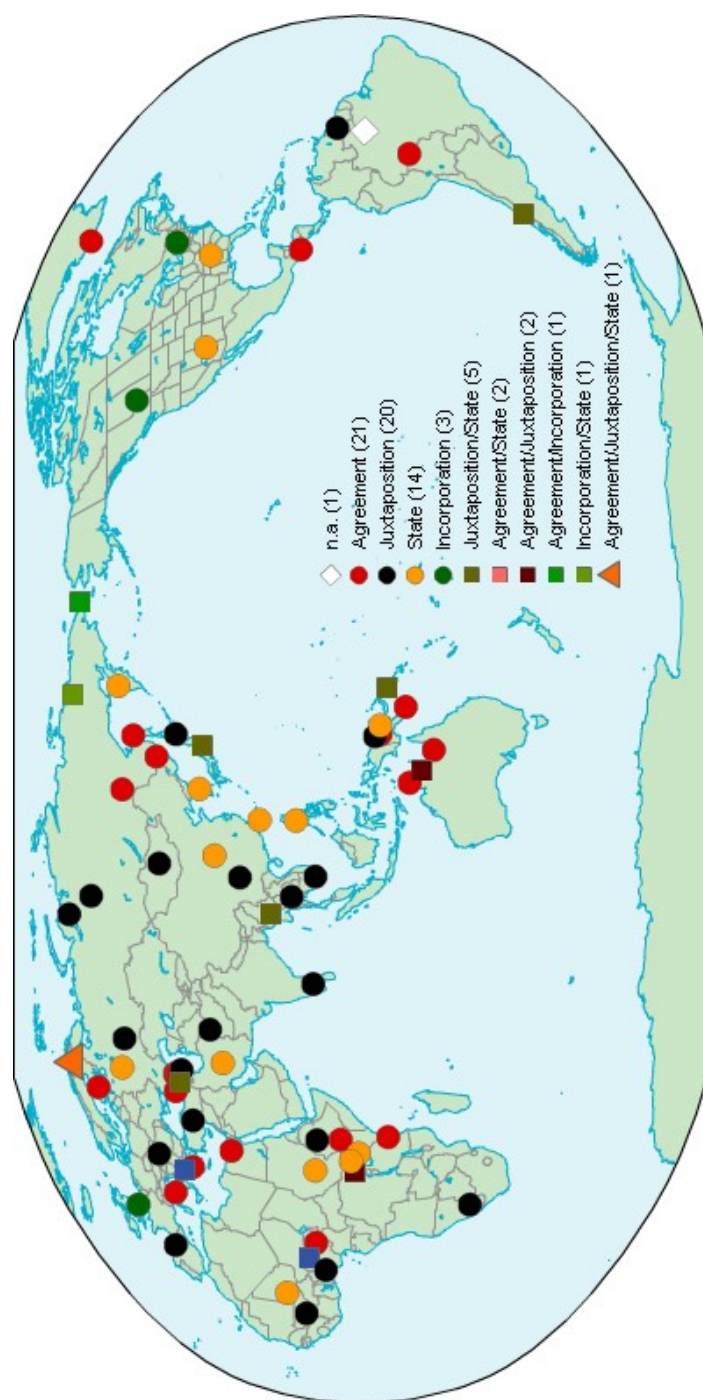 n.a. (1)
Agreement (21)
Juxtaposition (20)
State (14)
Incorporation (3)
Juxtaposition/State (5)
Agreement/State (2)
Agreement/Juxtaposition (2)
Agreement/Incorporation (1)
Incorporation/State (1)
Agreement/Juxtaposition/State (1)